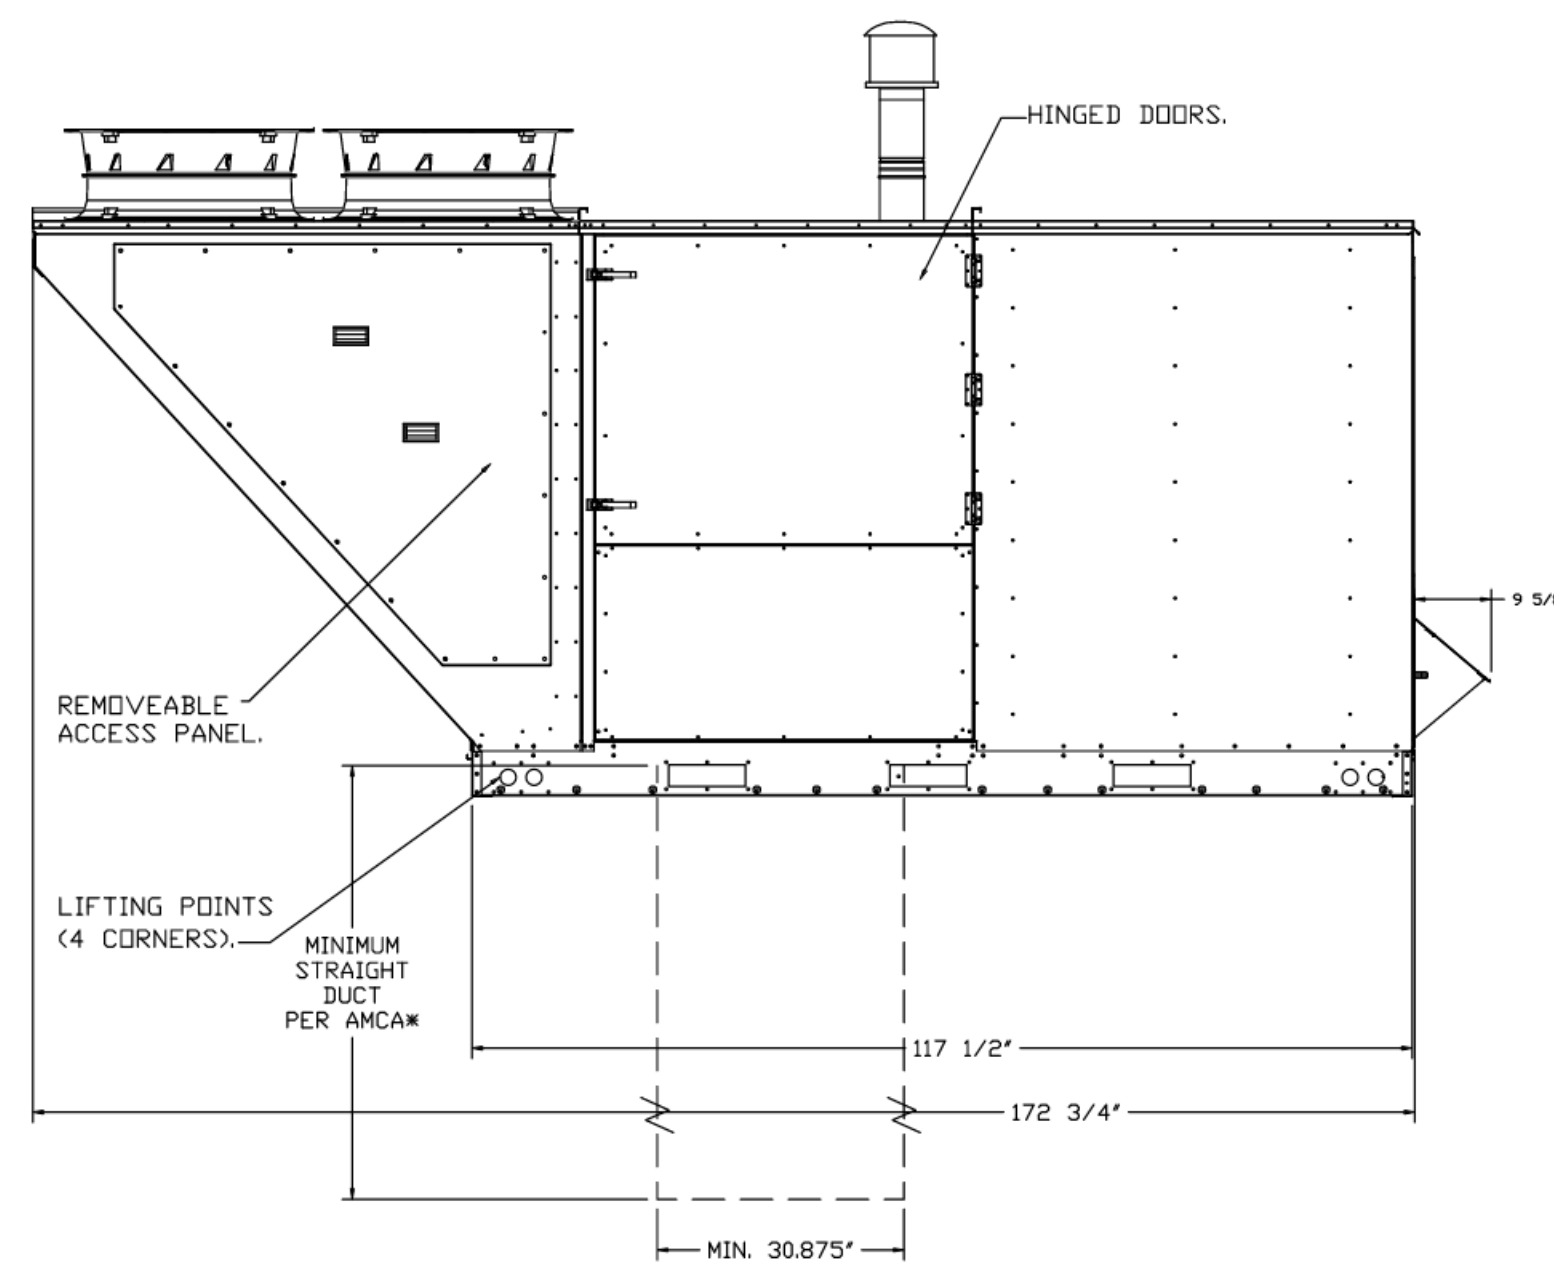 HINGED DOORS.
9 5/8
REMOVEABLE
ACCESS PANEL.
LIFTING POINTS
(4 CORNERS).
MINIMUM
STRAIGHT
DUCT
PER AMCA*
117 1/2"
172 3/4"
MIN. 30.875"